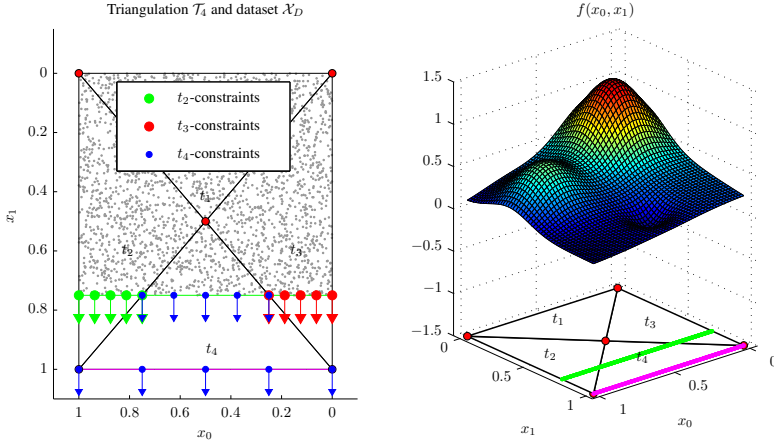 Triangulation 𝒯₄ and dataset 𝒳_D
0
0.2
0.4
0.6
0.8
1
x₁
t₂-constraints
t₃-constraints
t₄-constraints
t₁
t₂
t₃
t₄
1
0.8
0.6
0.4
0.2
0
x₀
f(x₀, x₁)
1.5
1
0.5
0
−0.5
−1
−1.5
t₁
t₃
t₂
t₄
0
0.5
1
x₁
0
0.5
1
x₀